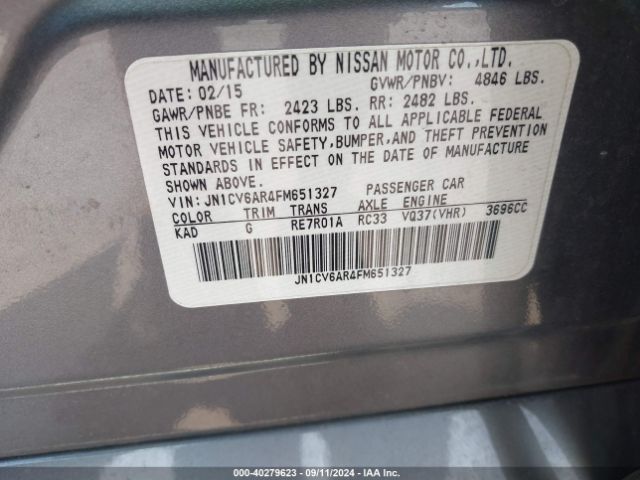 MANUFACTURED BY NISSAN MOTOR CO.,LTD.
DATE: 02/15 GVWR/PNBV: 4846 LBS.
GAWR/PNBE FR: 2423 LBS. RR: 2482 LBS.
THIS VEHICLE CONFORMS TO ALL APPLICABLE FEDERAL
MOTOR VEHICLE SAFETY,BUMPER,AND THEFT PREVENTION
STANDARDS IN EFFECT ON THE DATE OF MANUFACTURE
SHOWN ABOVE.
VIN: JN1CV6AR4FM651327 PASSENGER CAR
COLOR TRIM TRANS AXLE ENGINE
KAD G RE7R01A RC33 VQ37(VHR) 3696CC
JN1CV6AR4FM651327
000-40279623 - 09/11/2024 - IAA, Inc.